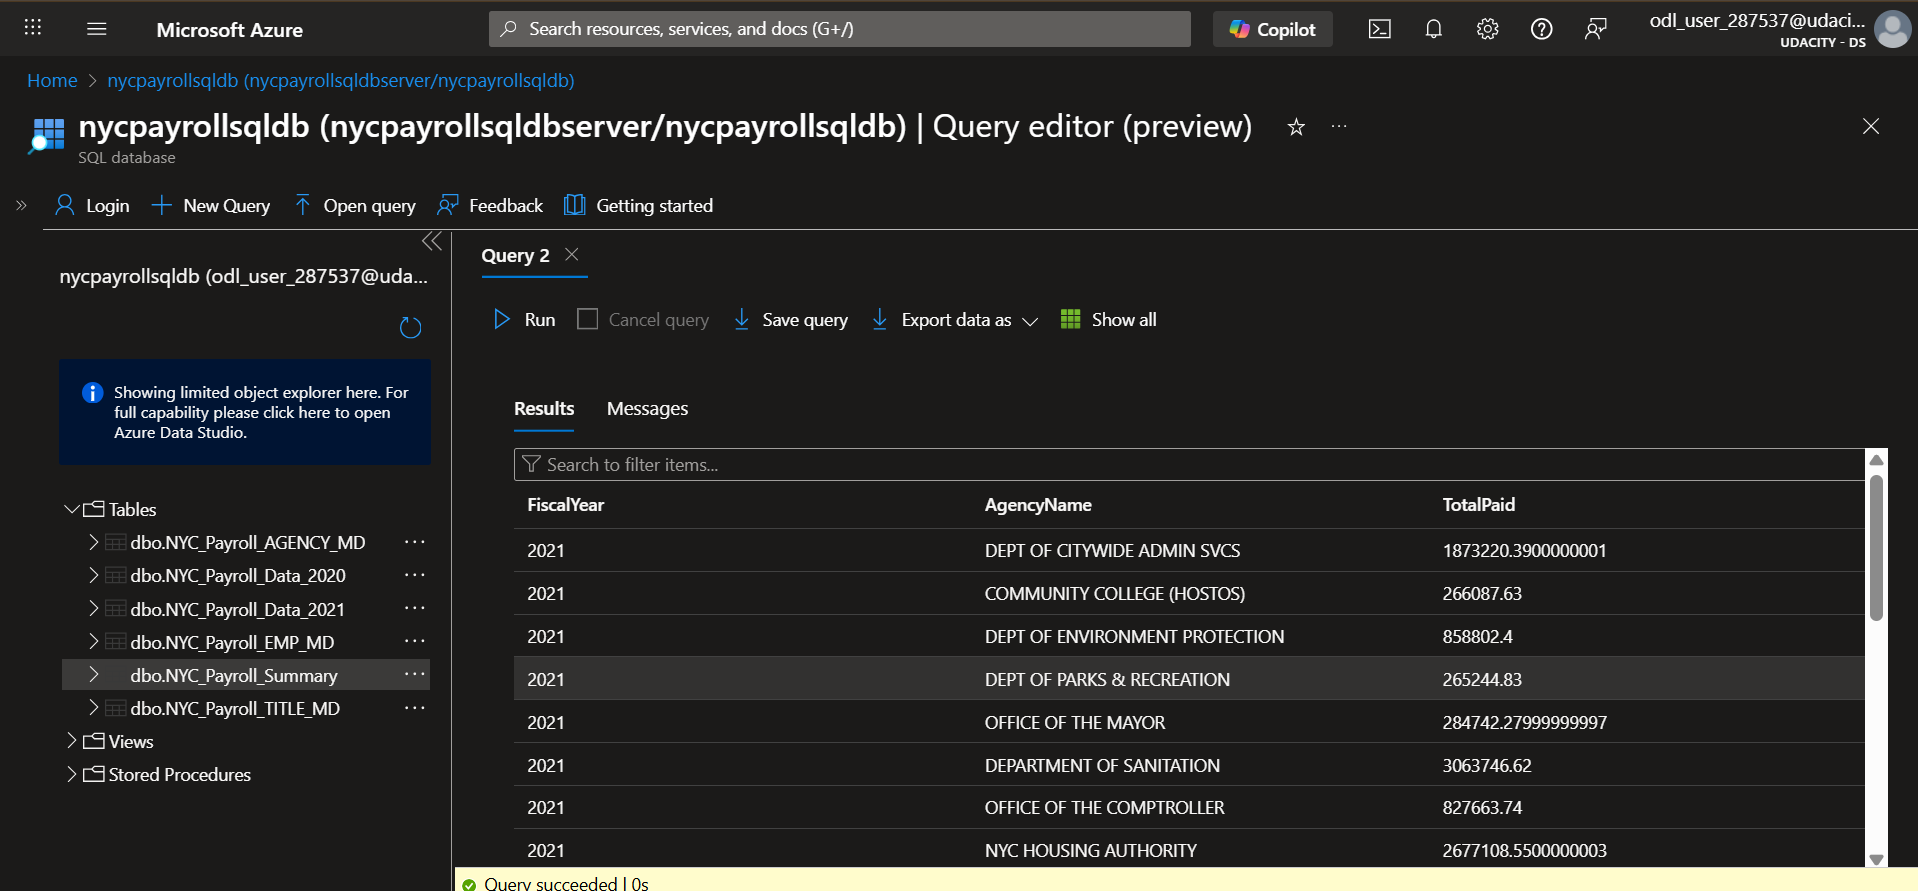 Microsoft Azure
Search resources, services, and docs (G+/)
Copilot
odl_user_287537@udaci...
UDACITY - DS
Home > nycpayrollsqldb (nycpayrollsqldbserver/nycpayrollsqldb)
nycpayrollsqldb (nycpayrollsqldbserver/nycpayrollsqldb) | Query editor (preview)
SQL database
Login
New Query
Open query
Feedback
Getting started
nycpayrollsqldb (odl_user_287537@uda...
Showing limited object explorer here. For
full capability please click here to open
Azure Data Studio.
Tables
dbo.NYC_Payroll_AGENCY_MD
dbo.NYC_Payroll_Data_2020
dbo.NYC_Payroll_Data_2021
dbo.NYC_Payroll_EMP_MD
dbo.NYC_Payroll_Summary
dbo.NYC_Payroll_TITLE_MD
Views
Stored Procedures
Query 2
Run
Cancel query
Save query
Export data as
Show all
Results
Messages
Search to filter items...
FiscalYear AgencyName TotalPaid
2021 DEPT OF CITYWIDE ADMIN SVCS 1873220.3900000001
2021 COMMUNITY COLLEGE (HOSTOS) 266087.63
2021 DEPT OF ENVIRONMENT PROTECTION 858802.4
2021 DEPT OF PARKS & RECREATION 265244.83
2021 OFFICE OF THE MAYOR 284742.27999999997
2021 DEPARTMENT OF SANITATION 3063746.62
2021 OFFICE OF THE COMPTROLLER 827663.74
2021 NYC HOUSING AUTHORITY 2677108.5500000003
Query succeeded | 0s